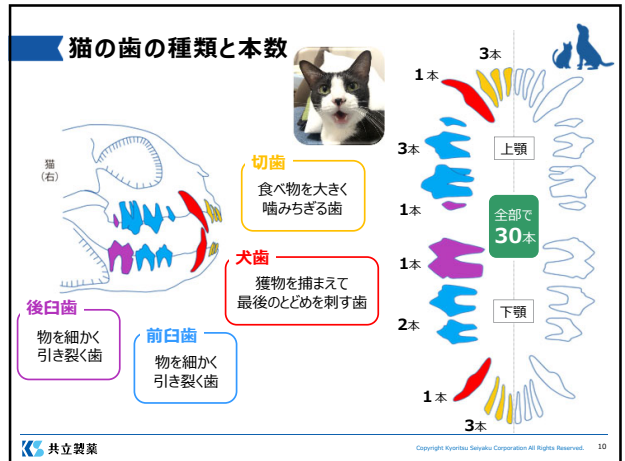 猫の歯の種類と本数
猫
(右)
切歯
食べ物を大きく
噛みちぎる歯
犬歯
獲物を捕まえて
最後のとどめを刺す歯
後臼歯
物を細かく
引き裂く歯
前臼歯
物を細かく
引き裂く歯
3本
1本
3本
上顎
1本
全部で
30本
1本
下顎
2本
1本
3本
共立製薬
Copyright Kyoritsu Seiyaku Corporation All Rights Reserved.
10